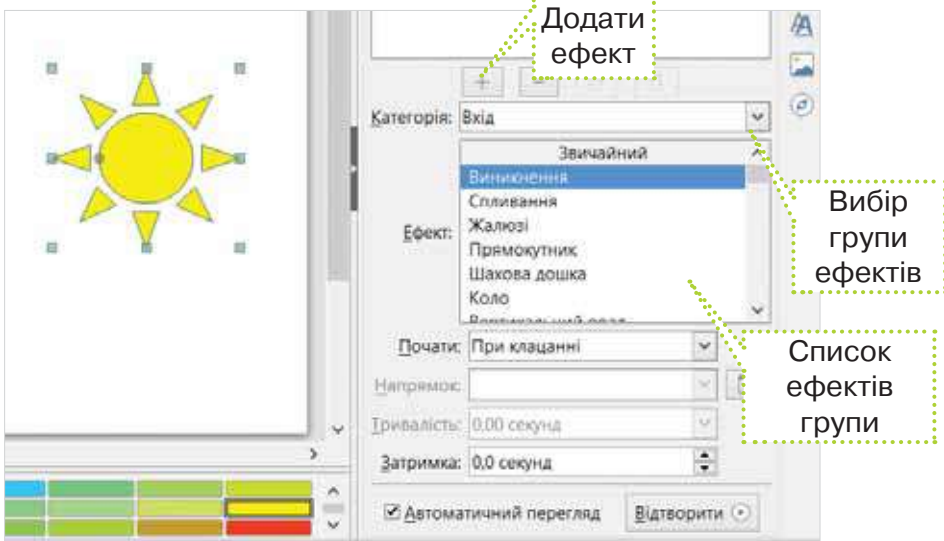 Додати
ефект
Категорія: Вхід
Звичайний
Виникнення
Спливання
Ефект: Жалюзі
Прямокутник
Шахова дошка
Коло
Вибір
групи
ефектів
Почати: При клацанні
Напрямок:
Тривалість: 0.00 секунд
Затримка: 0,0 секунд
Список
ефектів
групи
Автоматичний перегляд Відтворити